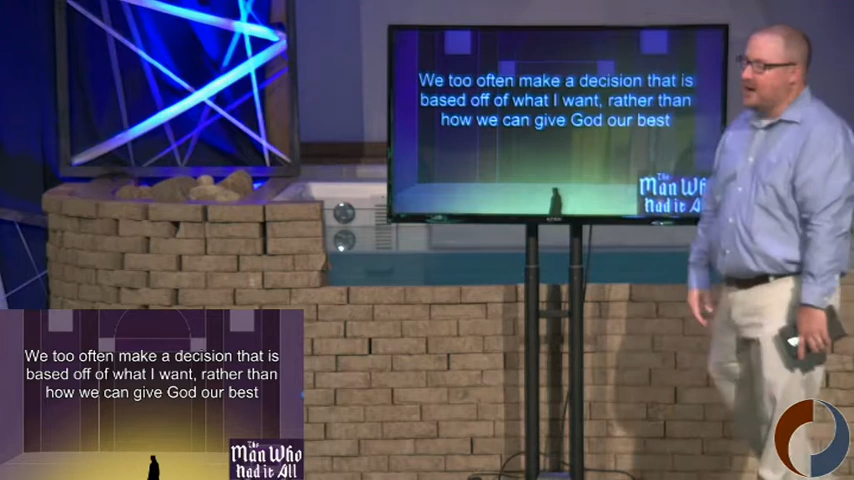 We too often make a decision that is
based off of what I want, rather than
how we can give God our best
The
Man Who
Had it A
We too often make a decision that is
based off of what I want, rather than
how we can give God our best
The
Man Who
Had it All